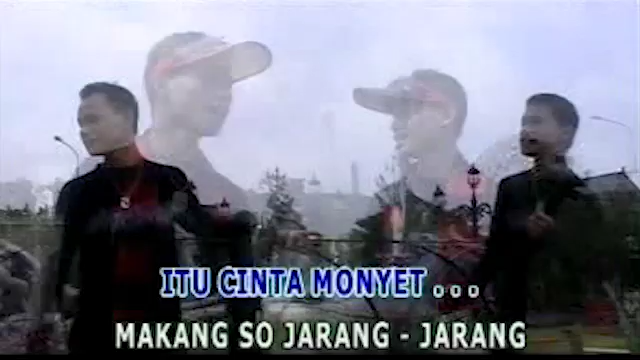 ITU CINTA MONYET . . .
MAKANG SO JARANG - JARANG